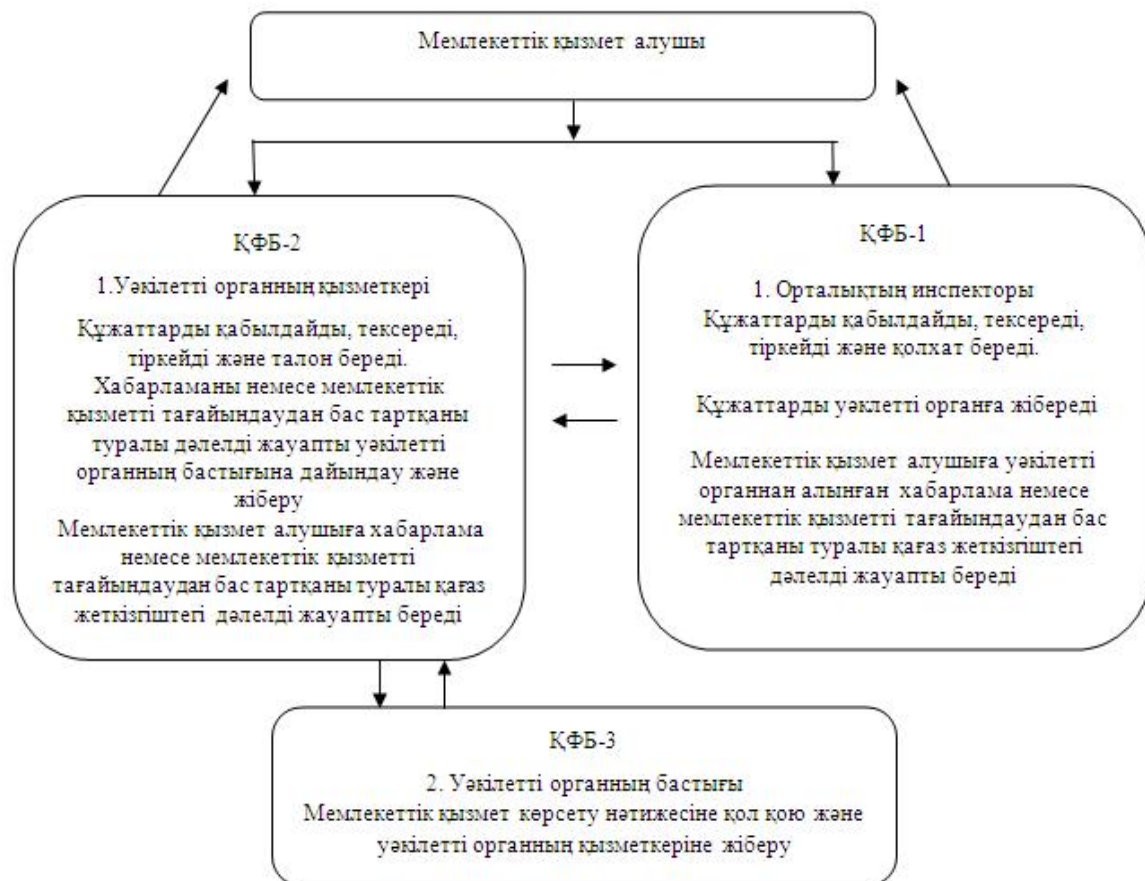 Мемлекеттік қызмет алушы
ҚФБ-2
1.Уәкілетті органның қызметкері
Құжаттарды қабылдайды, тексереді,
тіркейді және талон береді.
Хабарламаны немесе мемлекеттік
қызметті тағайындаудан бас тартқаны
туралы дәлелді жауапты уәкілетті
органның бастығына дайындау және
жіберу
Мемлекеттік қызмет алушыға хабарлама
немесе мемлекеттік қызметті
тағайындаудан бас тартқаны туралы қағаз
жеткізгіштегі дәлелді жауапты береді
ҚФБ-1
1. Орталықтың инспекторы
Құжаттарды қабылдайды, тексереді,
тіркейді және қолхат береді.
Құжаттарды уәклетті органға жібереді
Мемлекеттік қызмет алушыға уәкілетті
органнан алынған хабарлама немесе
мемлекеттік қызметті тағайындаудан бас
тартқаны туралы қағаз жеткізгіштегі
дәлелді жауапты береді
ҚФБ-3
2. Уәкілетті органның бастығы
Мемлекеттік қызмет көрсету нәтижесіне қол қою және
уәкілетті органның қызметкеріне жіберу